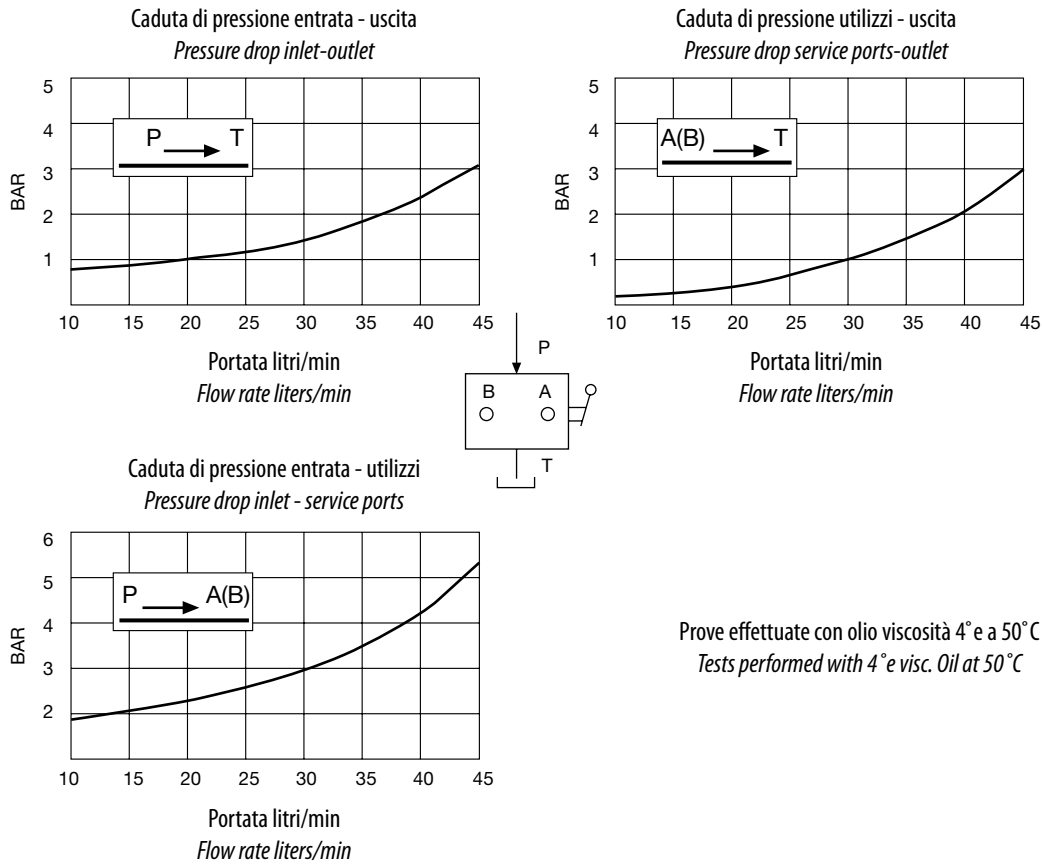 Caduta di pressione entrata - uscita
Pressure drop inlet-outlet
5
4
3
2
1
BAR
P T
10 15 20 25 30 35 40 45
Portata litri/min
Flow rate liters/min
Caduta di pressione utilizzi - uscita
Pressure drop service ports-outlet
5
4
3
2
1
BAR
A(B) T
10 15 20 25 30 35 40 45
Portata litri/min
Flow rate liters/min
P
B A
T
Caduta di pressione entrata - utilizzi
Pressure drop inlet - service ports
6
5
4
3
2
BAR
P A(B)
10 15 20 25 30 35 40 45
Portata litri/min
Flow rate liters/min
Prove effettuate con olio viscosità 4°e a 50°C
Tests performed with 4°e visc. Oil at 50°C